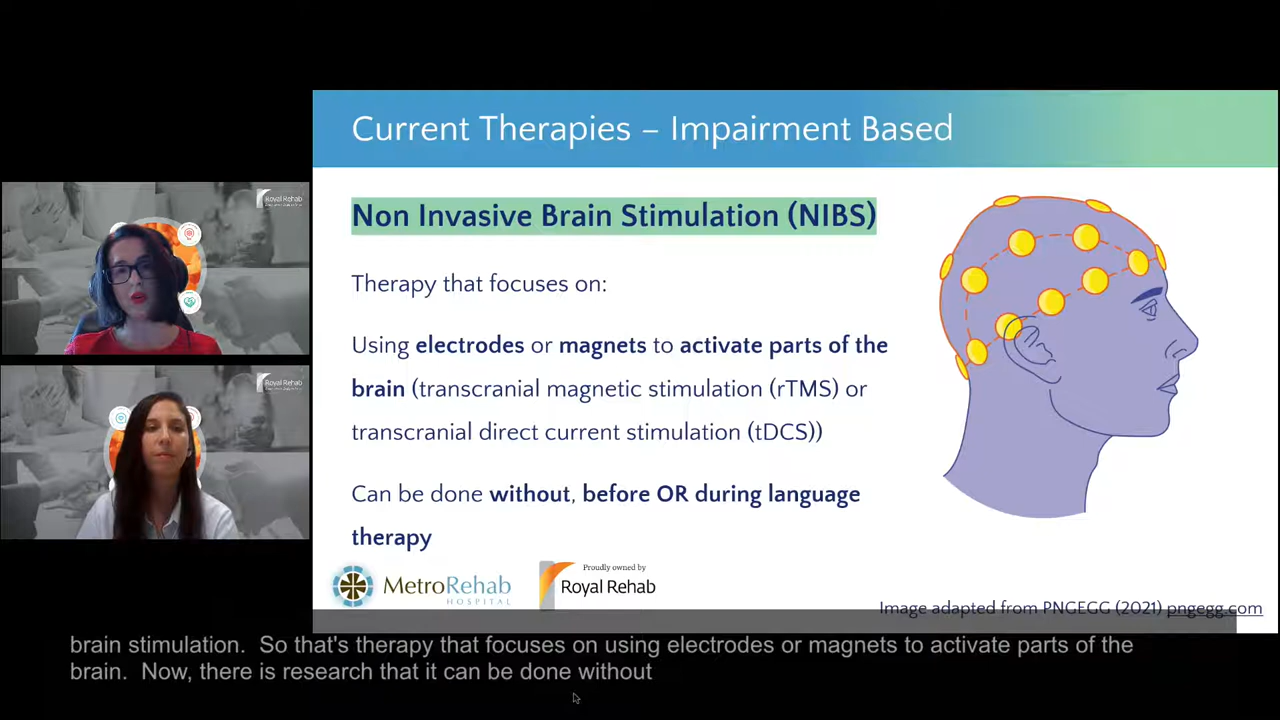 Current Therapies – Impairment Based
Royal Rehab
Non Invasive Brain Stimulation (NIBS)
Therapy that focuses on:
Using electrodes or magnets to activate parts of the
brain (transcranial magnetic stimulation (rTMS) or
transcranial direct current stimulation (tDCS))
Can be done without, before OR during language
therapy
Royal Rehab
MetroRehab
HOSPITAL
Proudly owned by
Royal Rehab
Image adapted from PNGEGG (2021) pngegg.com
brain stimulation. So that's therapy that focuses on using electrodes or magnets to activate parts of the
brain. Now, there is research that it can be done without